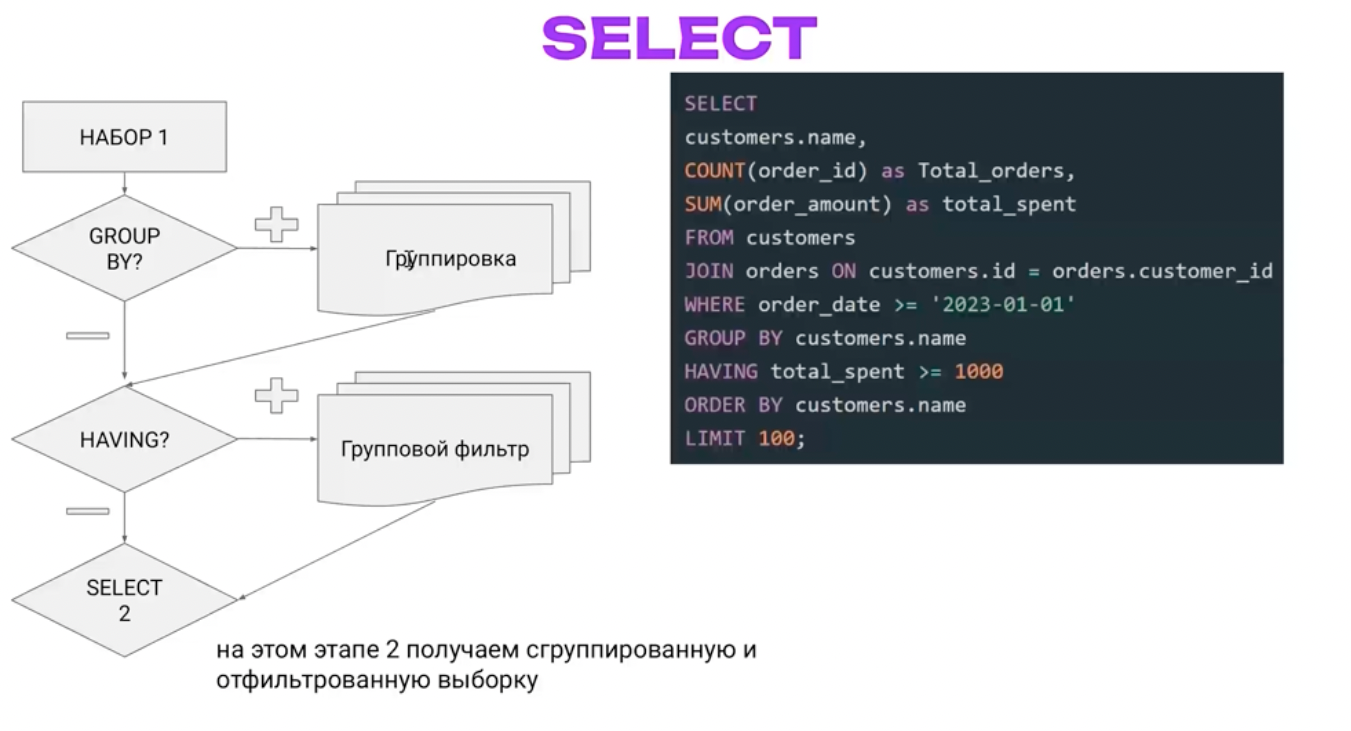 SELECT
НАБОР 1
GROUP
BY?
Группировка
HAVING?
Групповой фильтр
SELECT
2
на этом этапе 2 получаем сгруппированную и
отфильтрованную выборку
SELECT
customers.name,
COUNT(order_id) as Total_orders,
SUM(order_amount) as total_spent
FROM customers
JOIN orders ON customers.id = orders.customer_id
WHERE order_date >= '2023-01-01'
GROUP BY customers.name
HAVING total_spent >= 1000
ORDER BY customers.name
LIMIT 100;